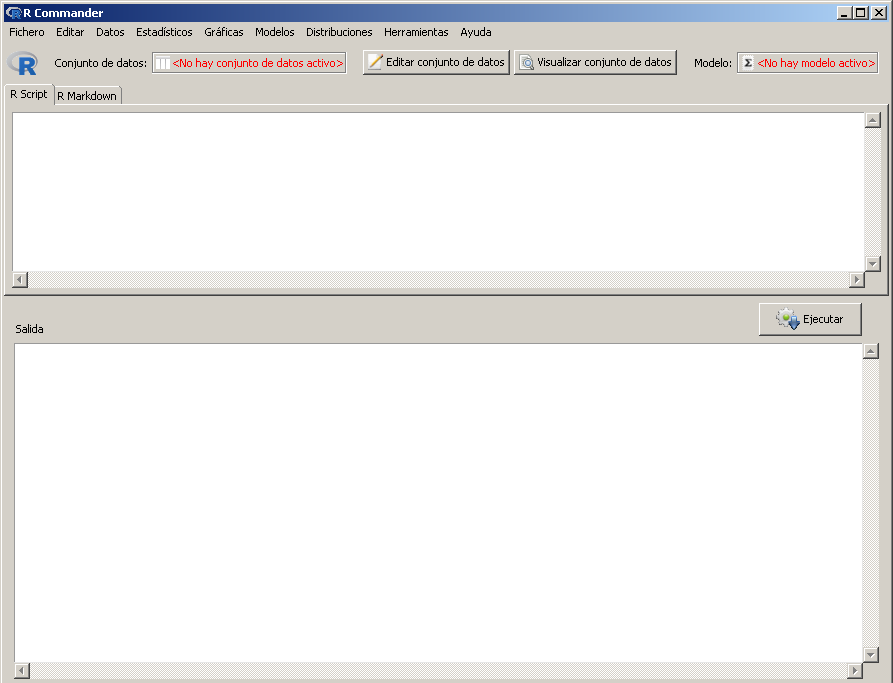 R Commander
Fichero Editar Datos Estadísticos Gráficas Modelos Distribuciones Herramientas Ayuda
R Conjunto de datos: <No hay conjunto de datos activo> Editar conjunto de datos Visualizar conjunto de datos Modelo: Σ <No hay modelo activo>
R Script R Markdown
Ejecutar
Salida